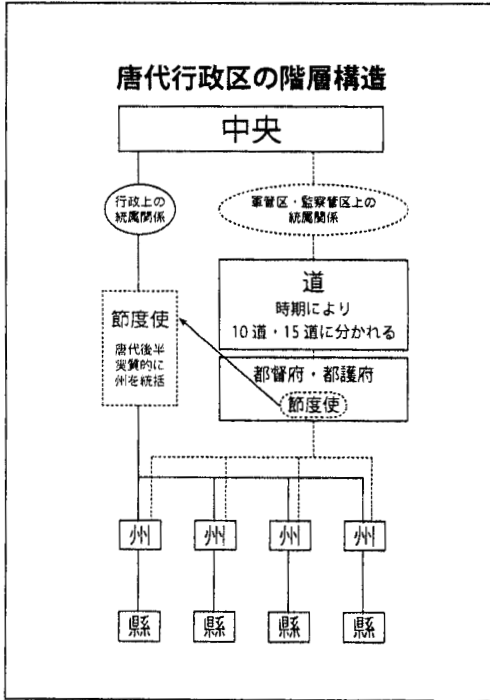 唐代行政区の階層構造
中央
行政上の
統属関係
軍管区・監察管区上の
統属関係
道
時期により
10道・15道に分かれる
節度使
唐代後半
実質的に
州を統括
都督府・都護府
節度使
州 州 州 州
縣 縣 縣 縣